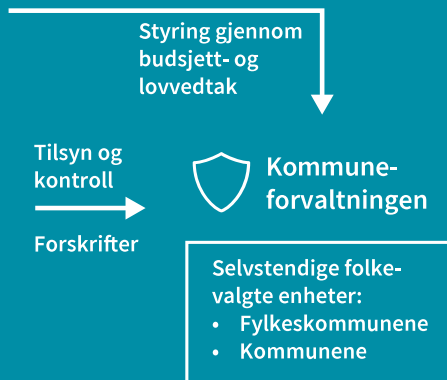 Styring gjennom
budsjett- og
lovvedtak
Tilsyn og
kontroll
Forskrifter
Kommune-
forvaltningen
Selvstendige folke-
valgte enheter:
• Fylkeskommunene
• Kommunene